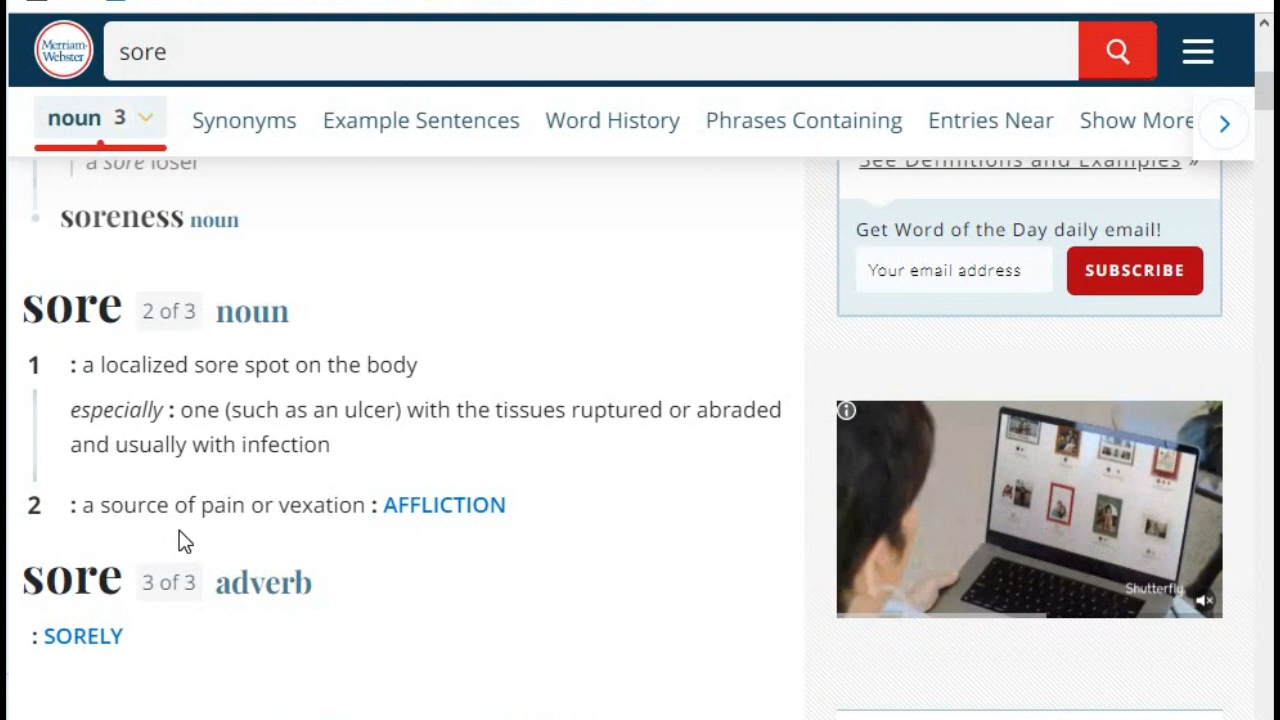 Merriam-
Webster
sore
noun 3
Synonyms
Example Sentences
Word History
Phrases Containing
Entries Near
Show More
a sore loser
soreness noun
sore 2 of 3 noun
1 : a localized sore spot on the body
especially : one (such as an ulcer) with the tissues ruptured or abraded
and usually with infection
2 : a source of pain or vexation : AFFLICTION
sore 3 of 3 adverb
: SORELY
See Definitions and Examples »
Get Word of the Day daily email!
Your email address
SUBSCRIBE
Shutterfly